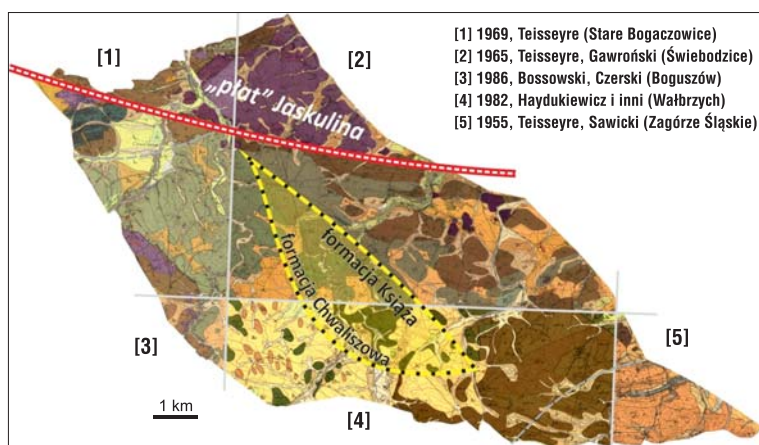 [1]
[2]
[1] 1969, Teisseyre (Stare Bogaczowice)
[2] 1965, Teisseyre, Gawroński (Świebodzice)
[3] 1986, Bossowski, Czerski (Boguszów)
[4] 1982, Haydukiewicz i inni (Wałbrzych)
[5] 1955, Teisseyre, Sawicki (Zagórze Śląskie)
„płat” Jaskulina
formacja Książa
formacja Chwaliszowa
[3]
[5]
1 km
[4]